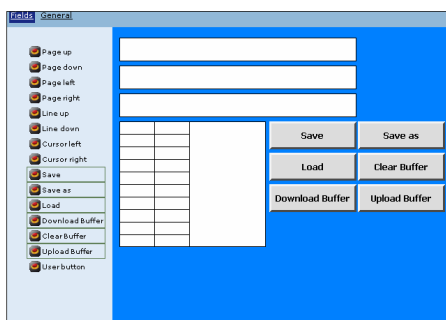 Fields General
Page up
Page down
Page left
Page right
Line up
Line down
Cursor left
Cursor right
Save
Save as
Load
Download Buffer
Clear Buffer
Upload Buffer
User button
Save Save as
Load Clear Buffer
Download Buffer Upload Buffer